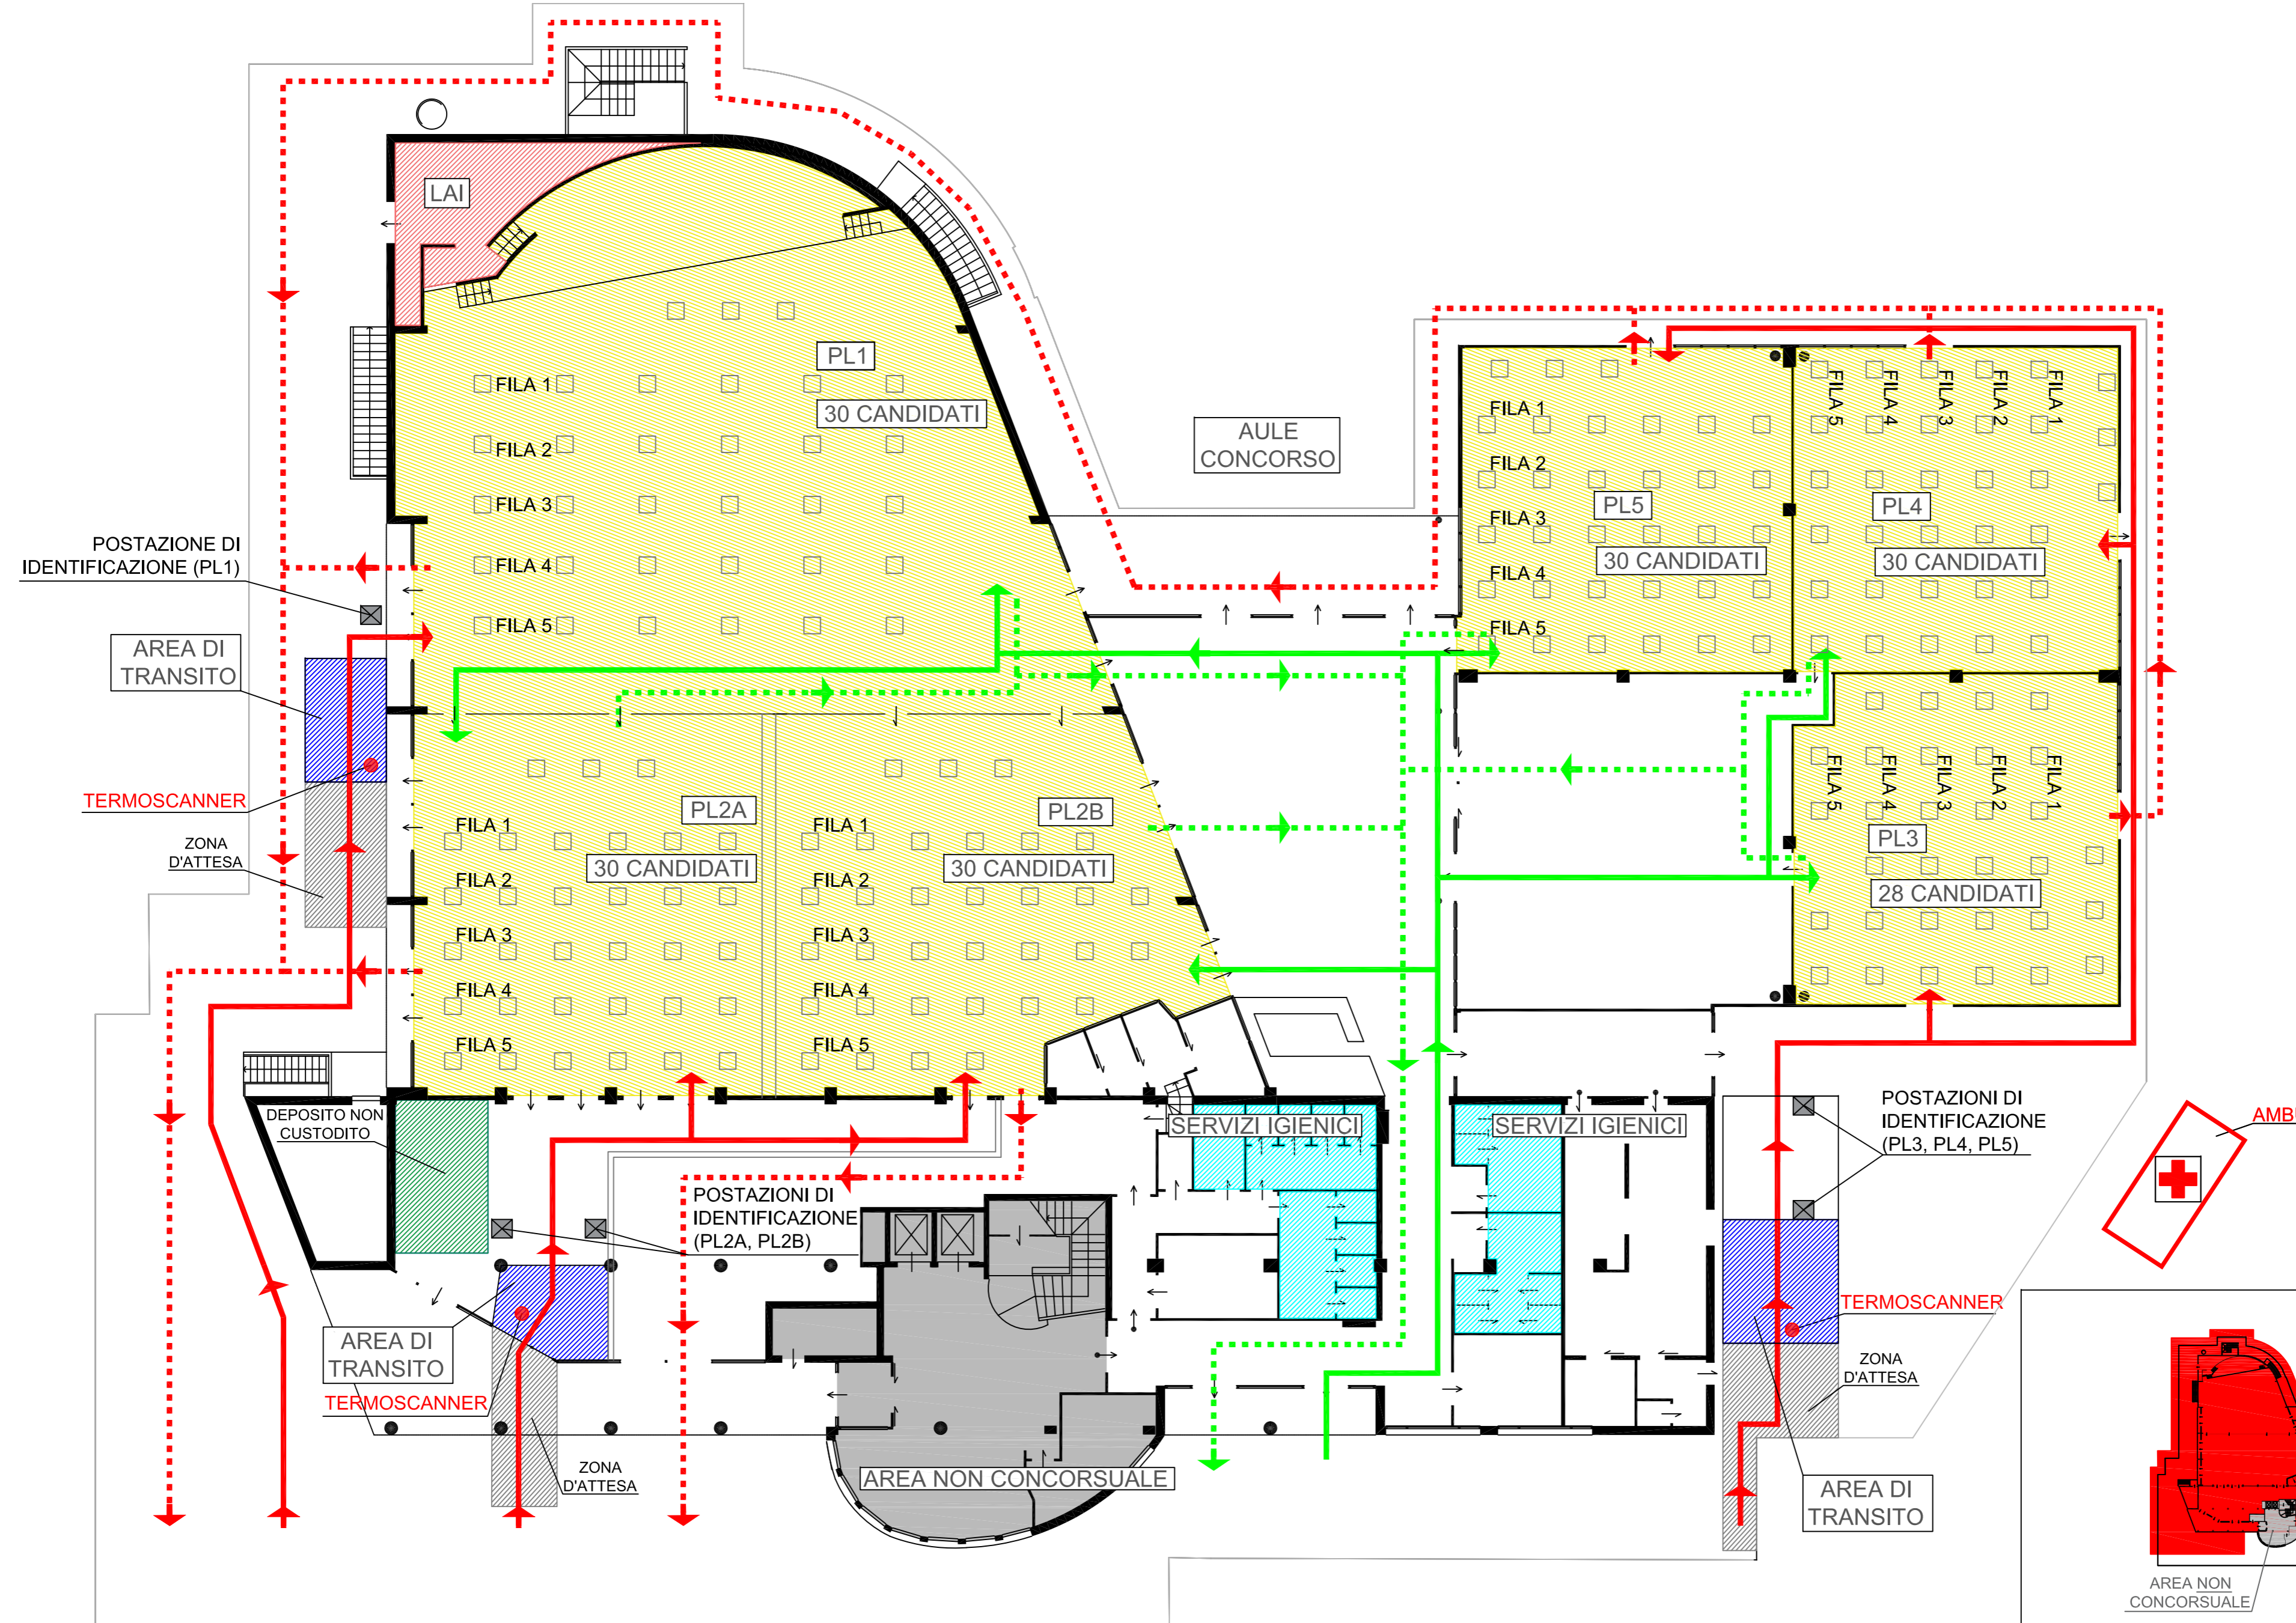 LAI
PL1
30 CANDIDATI
FILA 1
FILA 2
FILA 3
FILA 4
FILA 5
POSTAZIONE DI
IDENTIFICAZIONE (PL1)
AREA DI
TRANSITO
TERMOSCANNER
ZONA
D'ATTESA
AULE
CONCORSO
PL5
30 CANDIDATI
FILA 1
FILA 2
FILA 3
FILA 4
FILA 5
PL4
30 CANDIDATI
FILA 5
FILA 4
FILA 3
FILA 2
FILA 1
PL2A
30 CANDIDATI
FILA 1
FILA 2
FILA 3
FILA 4
FILA 5
PL2B
30 CANDIDATI
FILA 1
FILA 2
FILA 3
FILA 4
FILA 5
PL3
28 CANDIDATI
FILA 5
FILA 4
FILA 3
FILA 2
FILA 1
DEPOSITO NON
CUSTODITO
POSTAZIONI DI
IDENTIFICAZIONE
(PL2A, PL2B)
AREA DI
TRANSITO
TERMOSCANNER
ZONA
D'ATTESA
SERVIZI IGIENICI
SERVIZI IGIENICI
AREA NON CONCORSUALE
POSTAZIONI DI
IDENTIFICAZIONE
(PL3, PL4, PL5)
TERMOSCANNER
ZONA
D'ATTESA
AREA DI
TRANSITO
AREA NON
CONCORSUALE